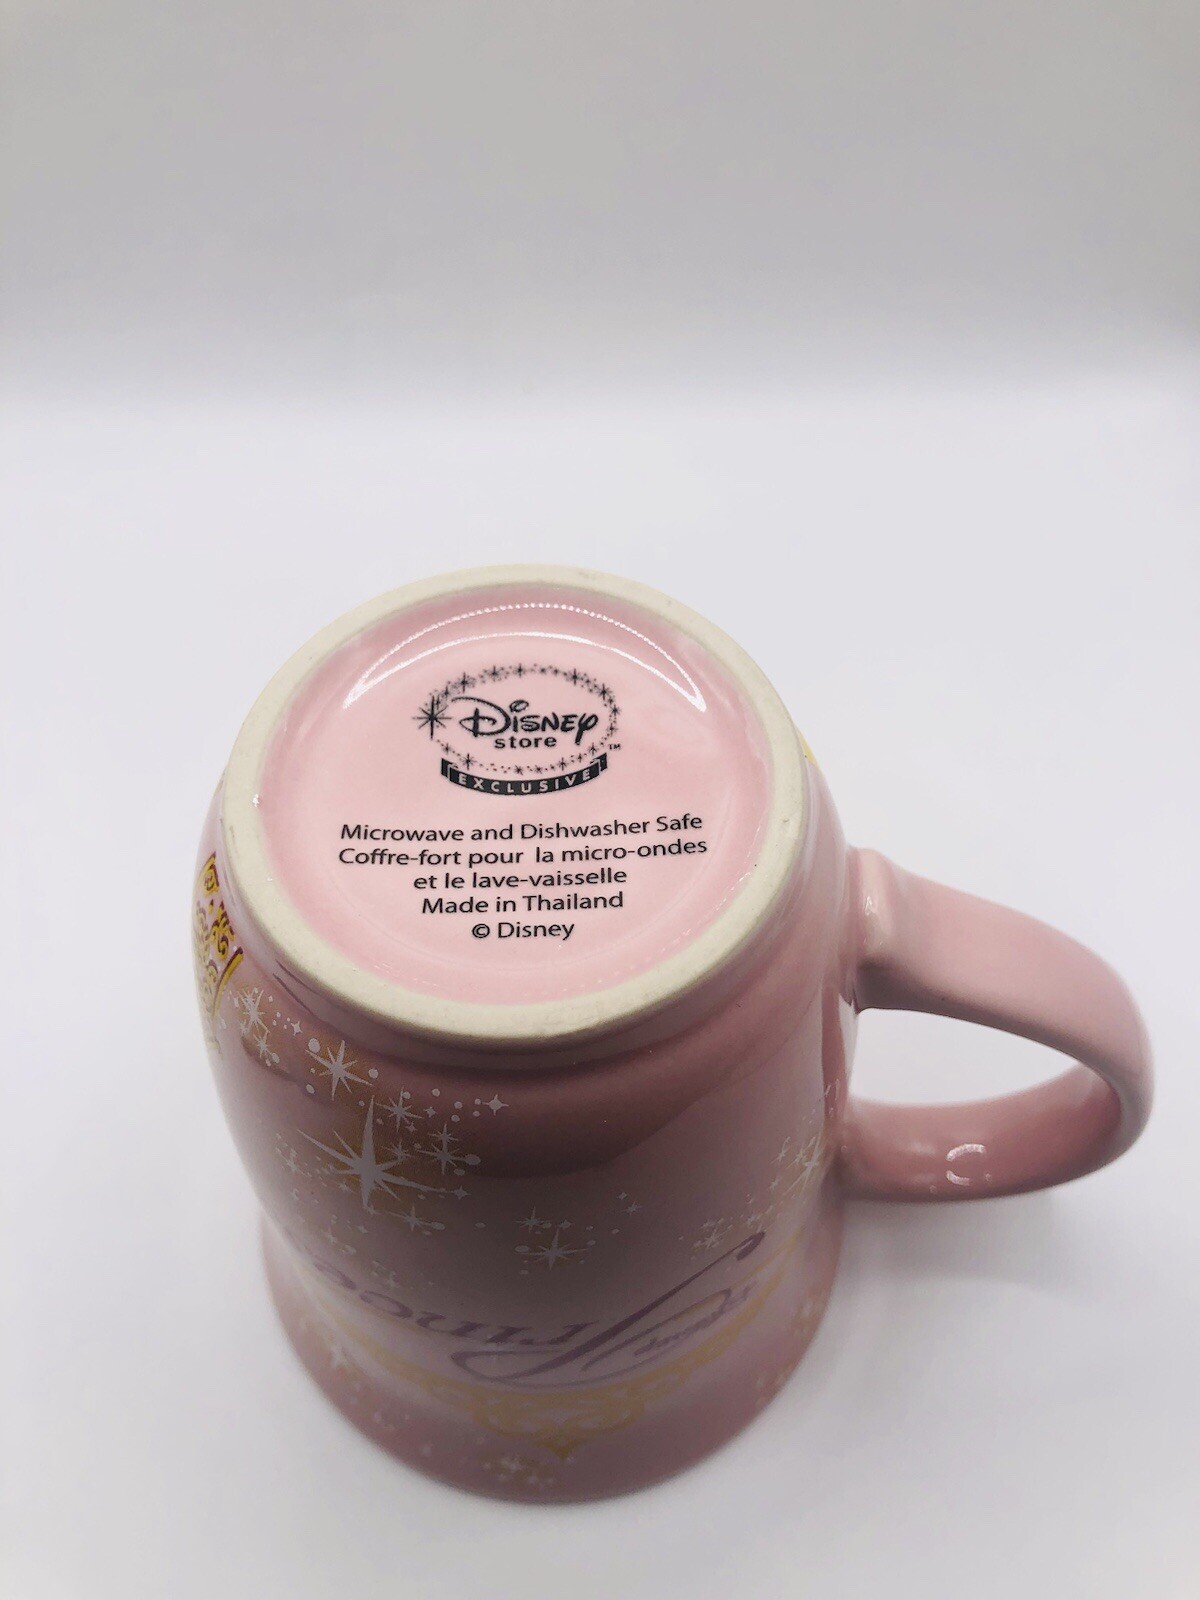 Disney
store
TM
EXCLUSIVE
Microwave and Dishwasher Safe
Coffre-fort pour la micro-ondes
et le lave-vaisselle
Made in Thailand
© Disney